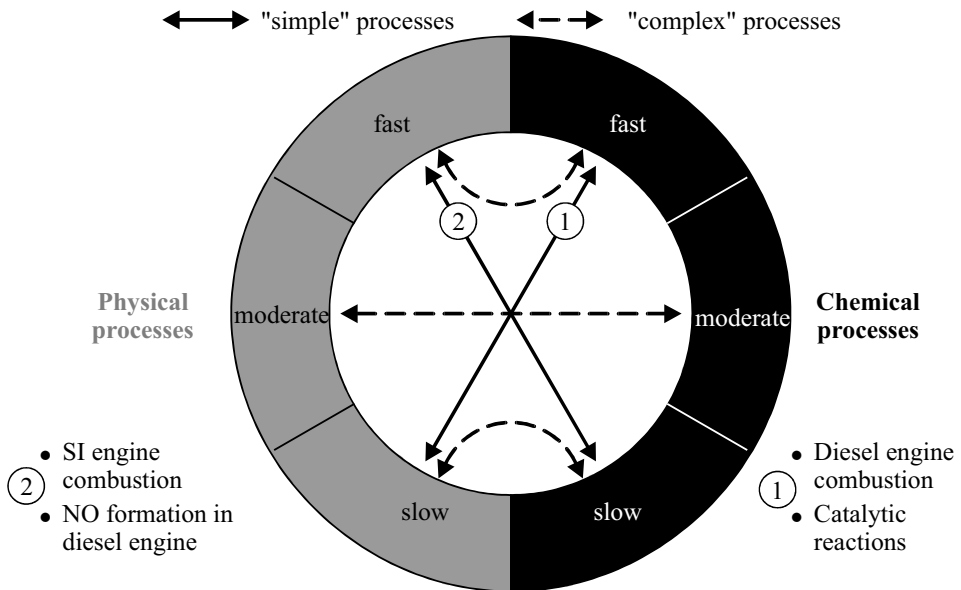 "simple" processes
"complex" processes
fast
fast
2
1
Physical
processes
moderate
moderate
Chemical
processes
2
• SI engine
combustion
• NO formation in
diesel engine
slow
slow
1
• Diesel engine
combustion
• Catalytic
reactions